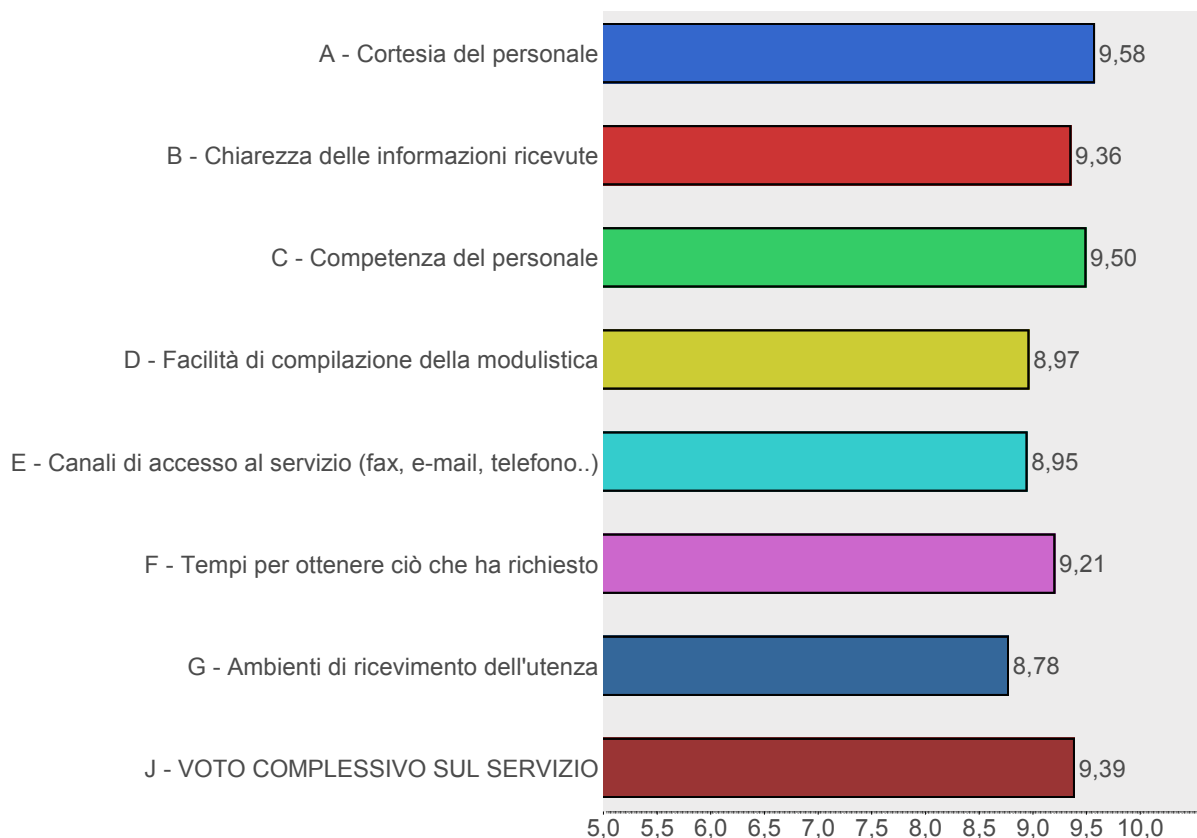 A - Cortesia del personale 9,58
B - Chiarezza delle informazioni ricevute 9,36
C - Competenza del personale 9,50
D - Facilità di compilazione della modulistica 8,97
E - Canali di accesso al servizio (fax, e-mail, telefono..) 8,95
F - Tempi per ottenere ciò che ha richiesto 9,21
G - Ambienti di ricevimento dell'utenza 8,78
J - VOTO COMPLESSIVO SUL SERVIZIO 9,39
5,0 5,5 6,0 6,5 7,0 7,5 8,0 8,5 9,0 9,5 10,0